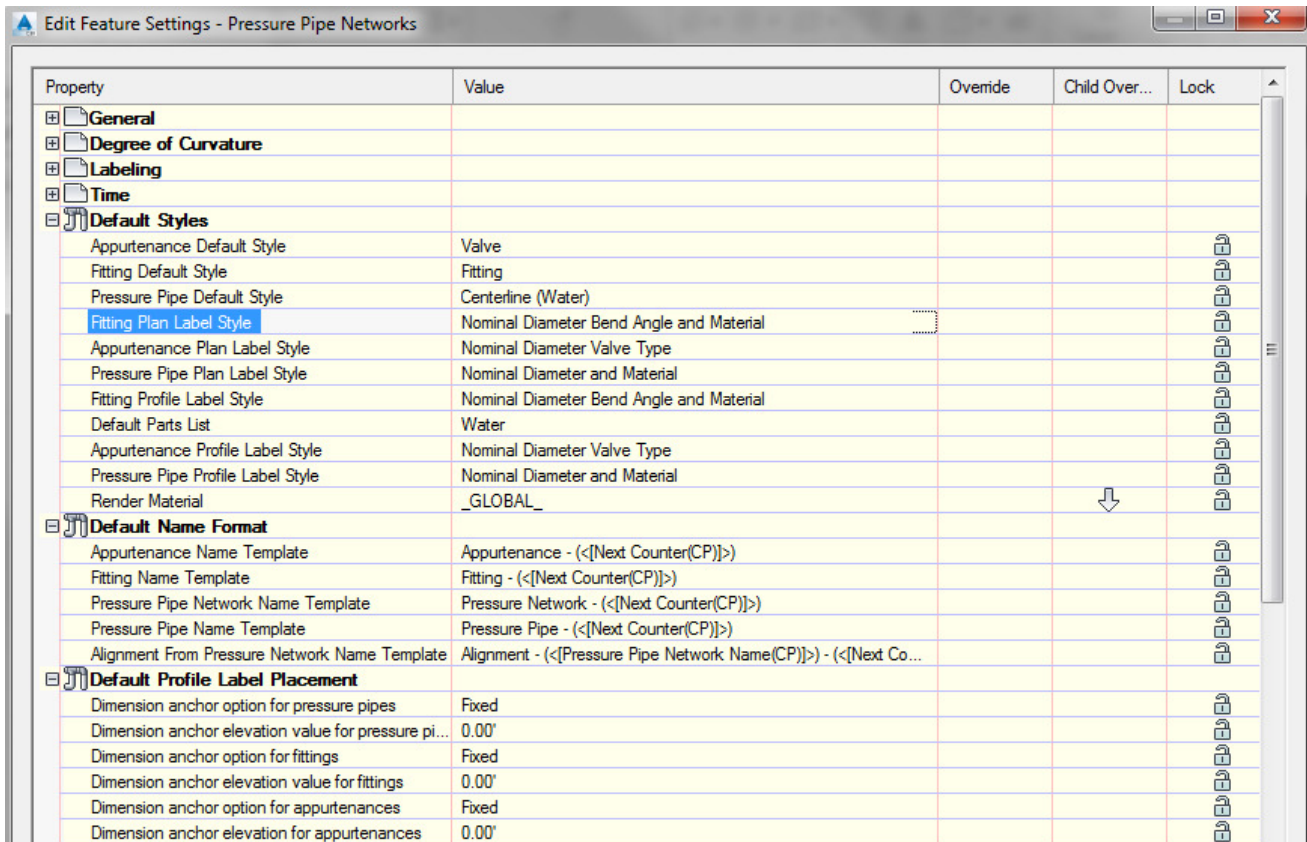 Edit Feature Settings - Pressure Pipe Networks
Property Value Override Child Over... Lock
General
Degree of Curvature
Labeling
Time
Default Styles
Appurtenance Default Style Valve
Fitting Default Style Fitting
Pressure Pipe Default Style Centerline (Water)
Fitting Plan Label Style Nominal Diameter Bend Angle and Material
Appurtenance Plan Label Style Nominal Diameter Valve Type
Pressure Pipe Plan Label Style Nominal Diameter and Material
Fitting Profile Label Style Nominal Diameter Bend Angle and Material
Default Parts List Water
Appurtenance Profile Label Style Nominal Diameter Valve Type
Pressure Pipe Profile Label Style Nominal Diameter and Material
Render Material _GLOBAL_
Default Name Format
Appurtenance Name Template Appurtenance - (<[Next Counter(CP)]>)
Fitting Name Template Fitting - (<[Next Counter(CP)]>)
Pressure Pipe Network Name Template Pressure Network - (<[Next Counter(CP)]>)
Pressure Pipe Name Template Pressure Pipe - (<[Next Counter(CP)]>)
Alignment From Pressure Network Name Template Alignment - (<[Pressure Pipe Network Name(CP)]>) - (<[Next Co...
Default Profile Label Placement
Dimension anchor option for pressure pipes Fixed
Dimension anchor elevation value for pressure pi... 0.00'
Dimension anchor option for fittings Fixed
Dimension anchor elevation value for fittings 0.00'
Dimension anchor option for appurtenances Fixed
Dimension anchor elevation for appurtenances 0.00'